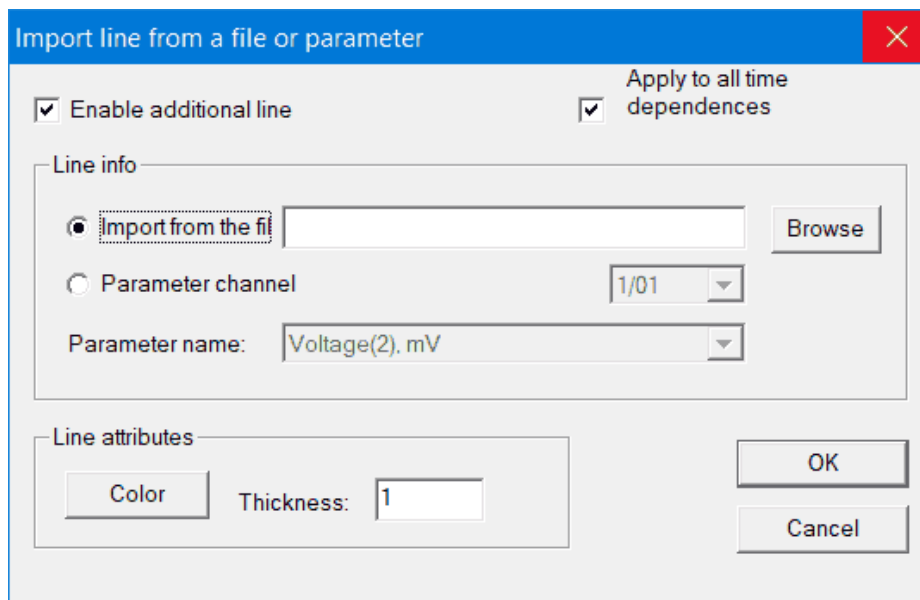 Import line from a file or parameter
Enable additional line
Apply to all time
dependences
Line info
Import from the fil
Browse
Parameter channel
1/01
Parameter name:
Voltage(2), mV
Line attributes
Color
Thickness:
1
OK
Cancel